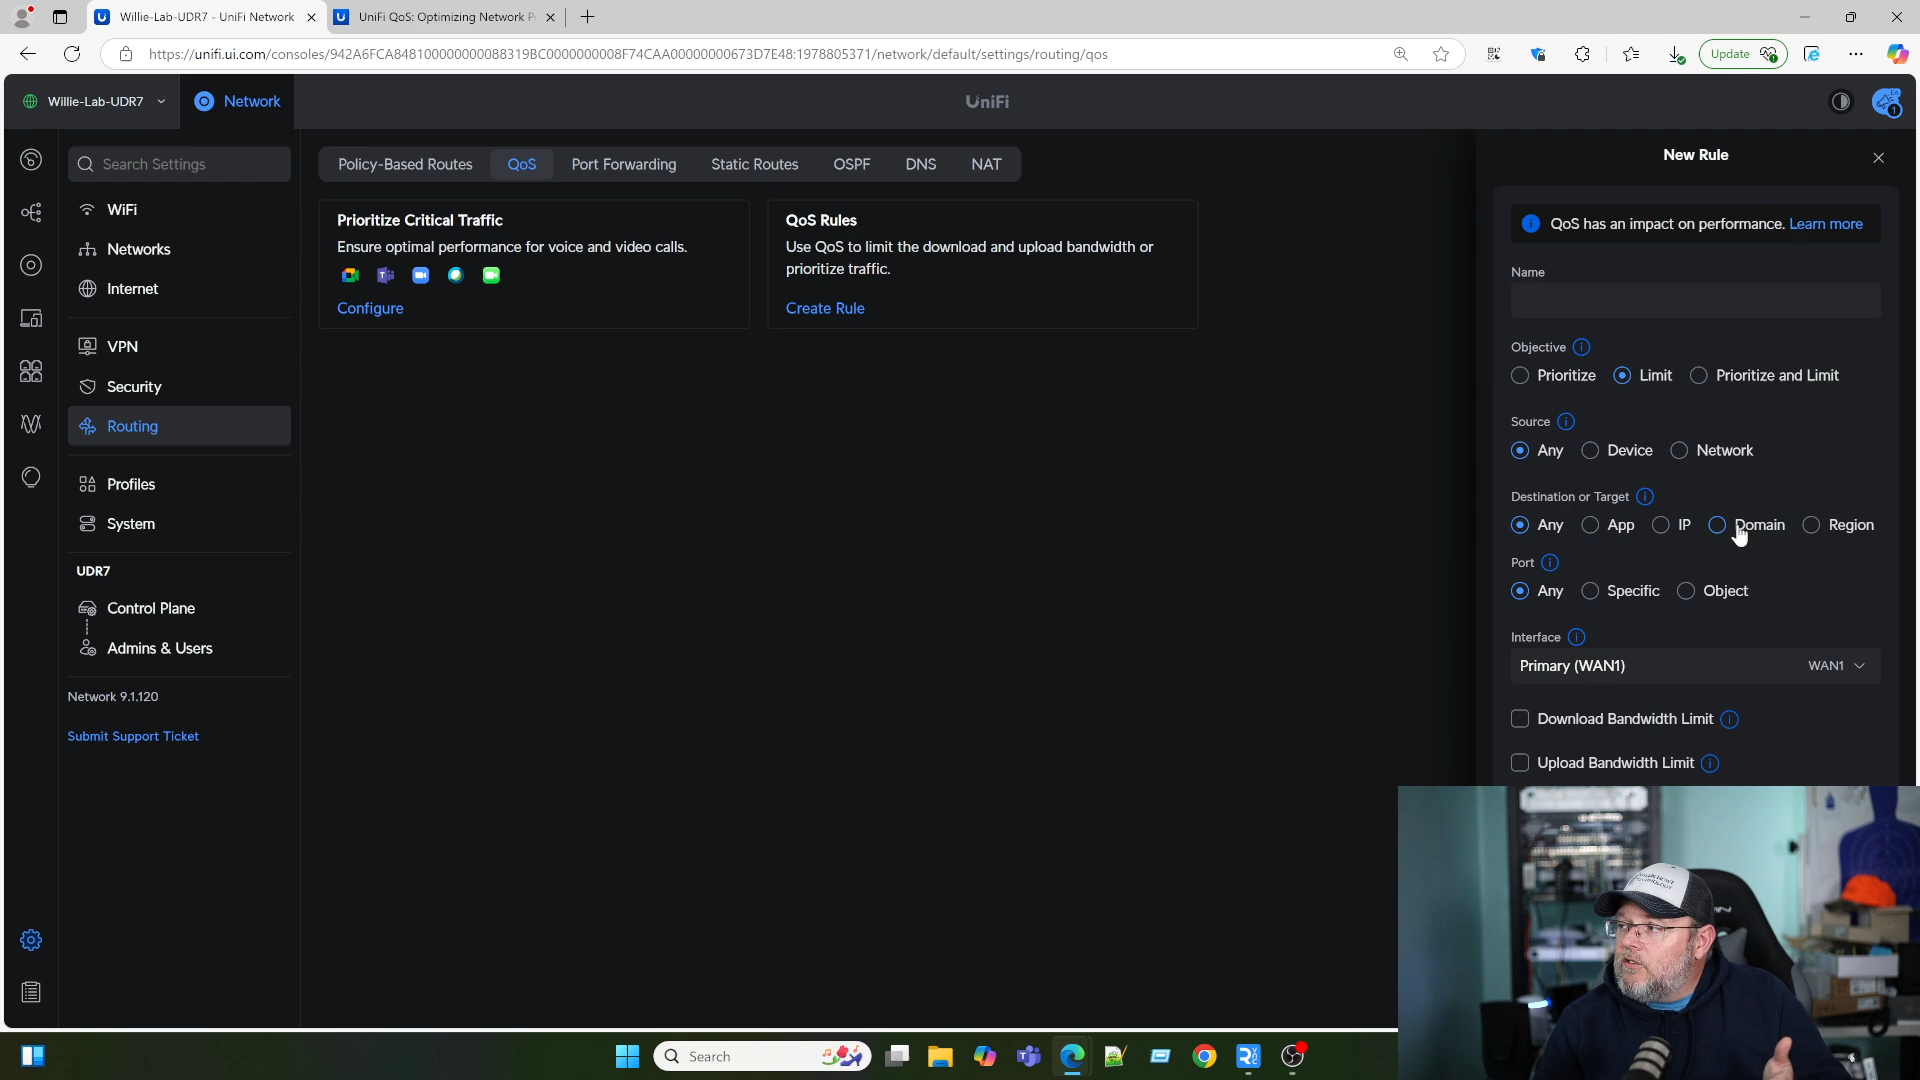 Willie-Lab-UDR7 - UniFi Network
UniFi QoS: Optimizing Network P
https://unifi.ui.com/consoles/942A6FCA848100000000088319BC0000000008F74CAA00000000673D7E48:1978805371/network/default/settings/routing/qos
Update
Willie-Lab-UDR7
Network
UniFi
EA
1
Search Settings
WiFi
Networks
Internet
VPN
Security
Routing
Profiles
System
UDR7
Control Plane
Admins & Users
Network 9.1.120
Submit Support Ticket
Policy-Based Routes
QoS
Port Forwarding
Static Routes
OSPF
DNS
NAT
Prioritize Critical Traffic
Ensure optimal performance for voice and video calls.
Configure
QoS Rules
Use QoS to limit the download and upload bandwidth or
prioritize traffic.
Create Rule
New Rule
QoS has an impact on performance. Learn more
Name
Objective
Prioritize
Limit
Prioritize and Limit
Source
Any
Device
Network
Destination or Target
Any
App
IP
Domain
Region
Port
Any
Specific
Object
Interface
Primary (WAN1)
WAN1
Download Bandwidth Limit
Upload Bandwidth Limit
Search